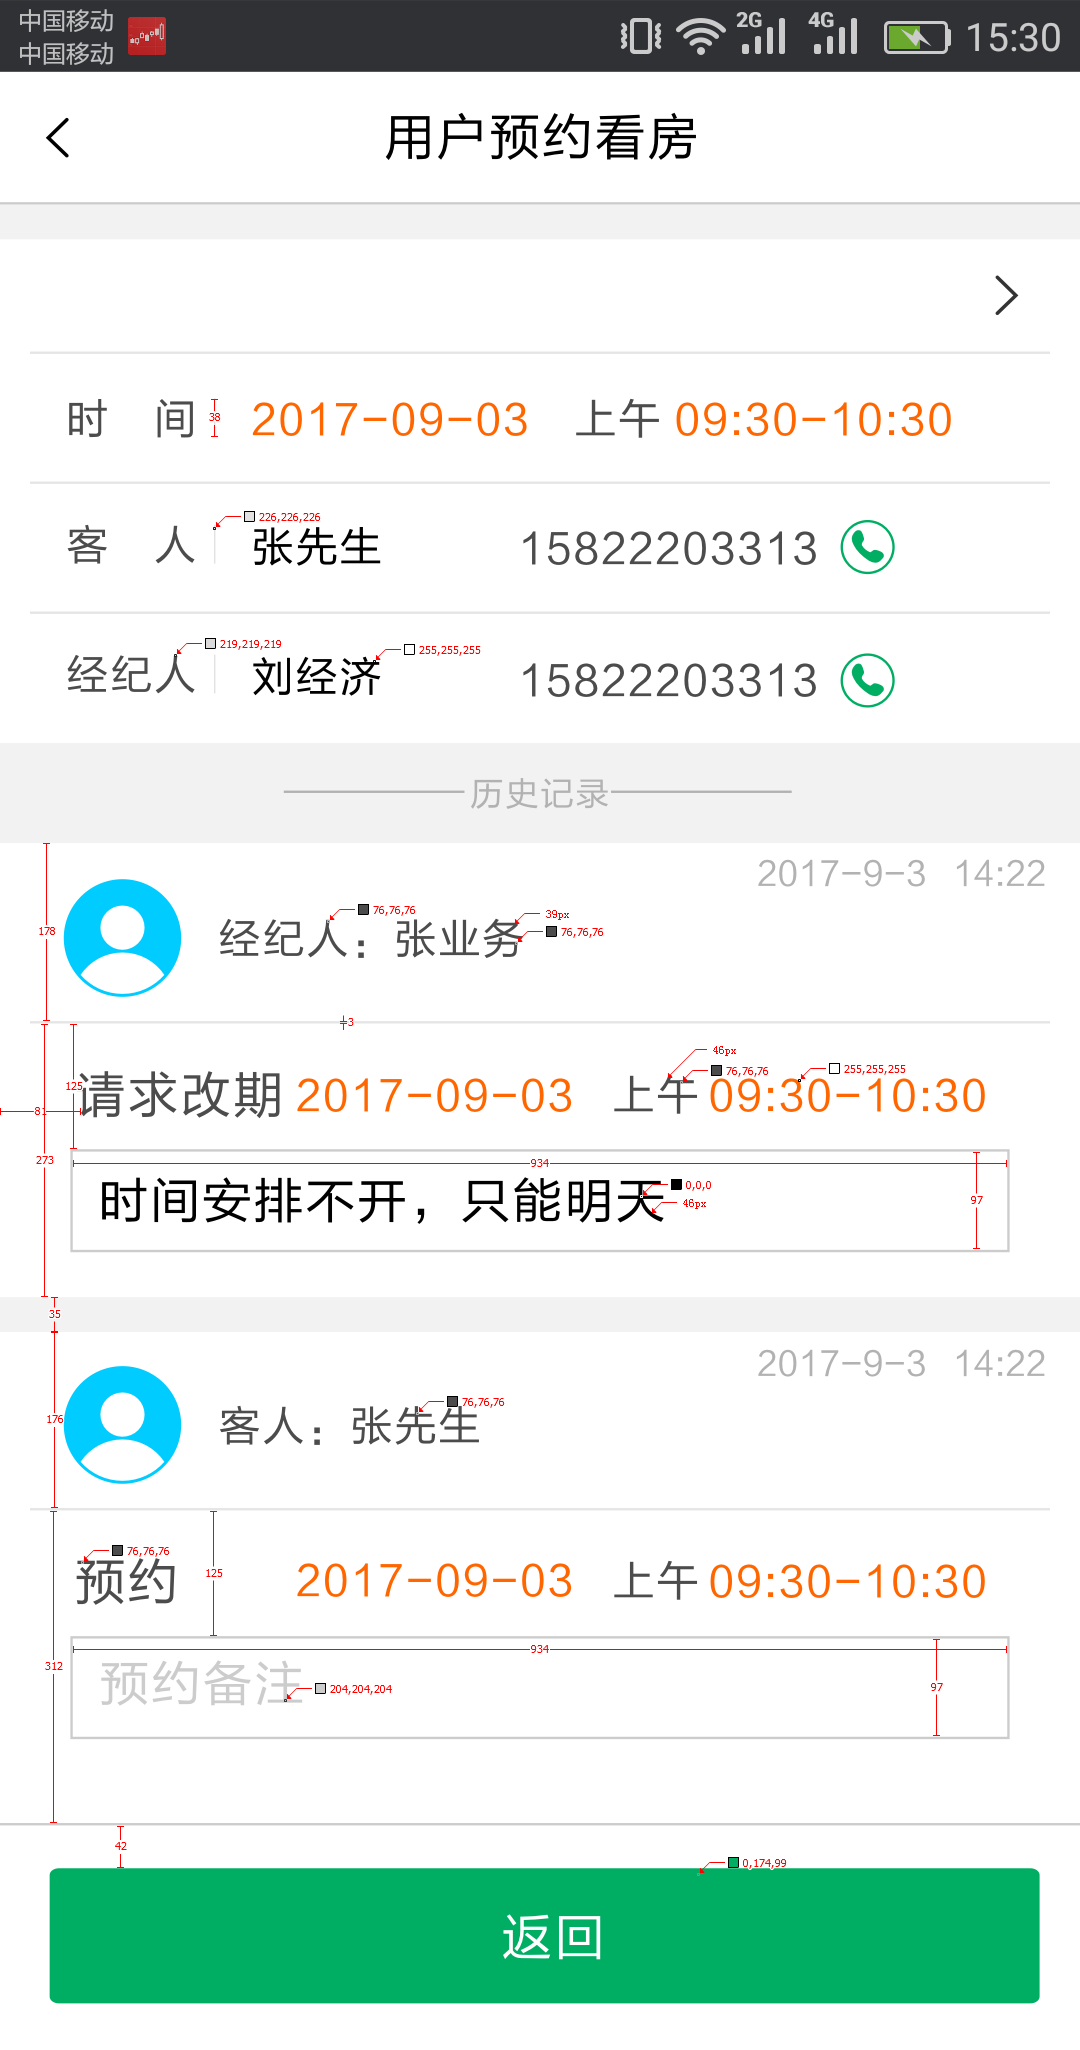 中国移动
中国移动
2G 4G 15:30
用户预约看房
时 间 38 2017-09-03 上午 09:30-10:30
226,226,226
客 人 张先生 15822203313
219,219,219 255,255,255
经纪人 刘经济 15822203313
历史记录
2017-9-3 14:22
76,76,76 39px
178 经纪人：张业务 76,76,76
3
46px
125 76,76,76 255,255,255
81 请求改期 2017-09-03 上午 09:30-10:30
273 934
时间安排不开，只能明天 0,0,0 97
46px
35
2017-9-3 14:22
76,76,76
176 客人：张先生
76,76,76 125
预约 2017-09-03 上午 09:30-10:30
934
312 预约备注 204,204,204 97
42
0,174,99
返回